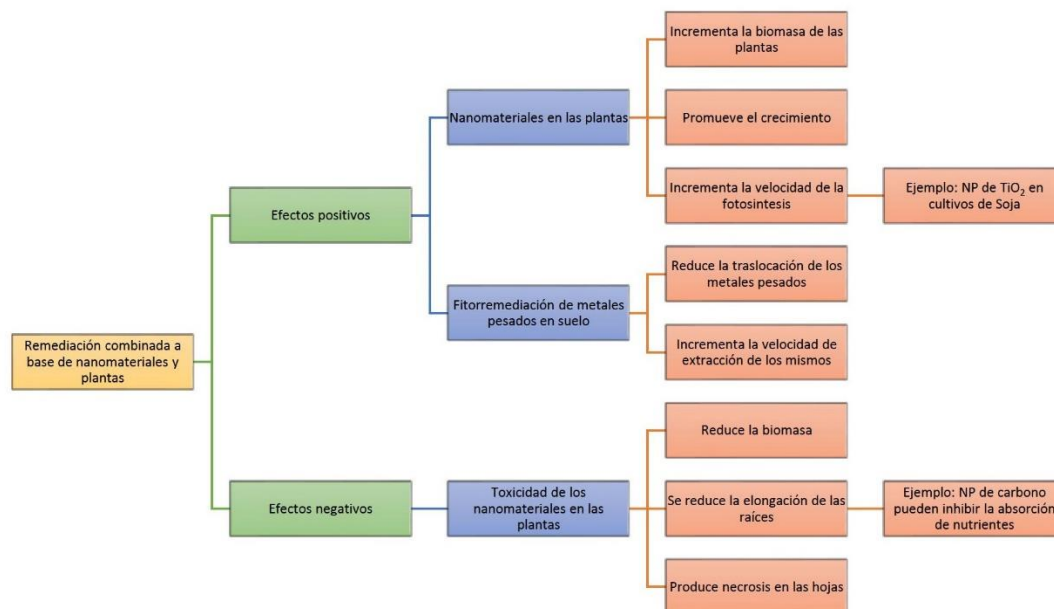 Remediación combinada a
base de nanomateriales y
plantas
Efectos positivos
Nanomateriales en las plantas
Incrementa la biomasa de las
plantas
Promueve el crecimiento
Incrementa la velocidad de la
fotosintesis
Ejemplo: NP de TiO₂ en
cultivos de Soja
Fitorremediación de metales
pesados en suelo
Reduce la traslocación de los
metales pesados
Incrementa la velocidad de
extracción de los mismos
Efectos negativos
Toxicidad de los
nanomateriales en las
plantas
Reduce la biomasa
Se reduce la elongación de las
raíces
Ejemplo: NP de carbono
pueden inhibir la absorción
de nutrientes
Produce necrosis en las hojas